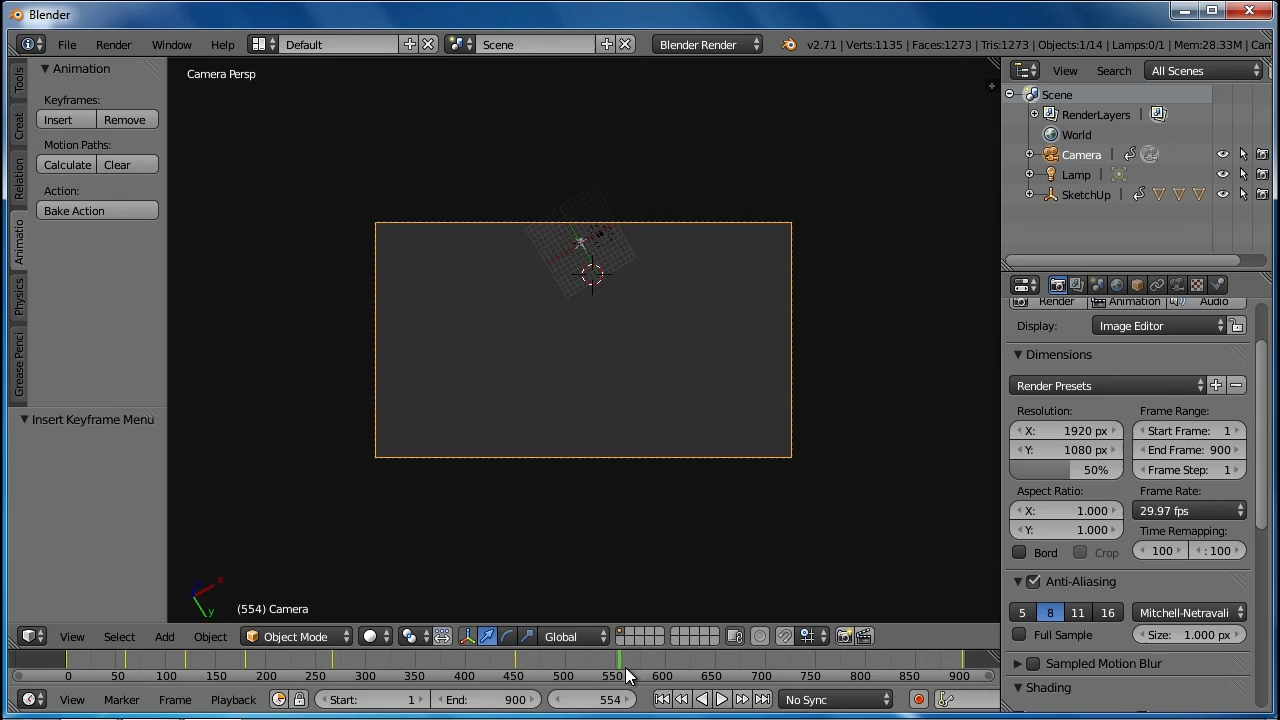 Blender
File Render Window Help Default Scene Blender Render v2.71 | Verts:1135 | Faces:1273 | Tris:1273 | Objects:1/14 | Lamps:0/1 | Mem:28.33M | Cam
Animation
Keyframes:
Insert Remove
Motion Paths:
Calculate Clear
Action:
Bake Action
Insert Keyframe Menu
Tools
Creat
Relation
Animatio
Physics
Grease Penci
Camera Persp
x
y
(554) Camera
View Search All Scenes
Scene
RenderLayers
World
Camera
Lamp
SketchUp
Render Animation Audio
Display: Image Editor
Dimensions
Render Presets
Resolution: Frame Range:
X: 1920 px Start Frame: 1
Y: 1080 px End Frame: 900
50% Frame Step: 1
Aspect Ratio: Frame Rate:
X: 1.000 29.97 fps
Y: 1.000 Time Remapping:
Bord Crop 100 : 100
Anti-Aliasing
5 8 11 16 Mitchell-Netravali
Full Sample Size: 1.000 px
Sampled Motion Blur
Shading
View Select Add Object Object Mode Global
0 50 100 150 200 250 300 350 400 450 500 550 600 650 700 750 800 850 900
View Marker Frame Playback Start: 1 End: 900 554 No Sync